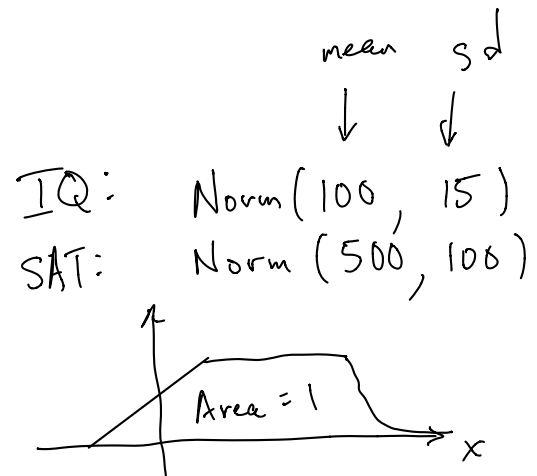 mean sd
IQ: Norm(100, 15)
SAT: Norm (500, 100)
Area = 1
x